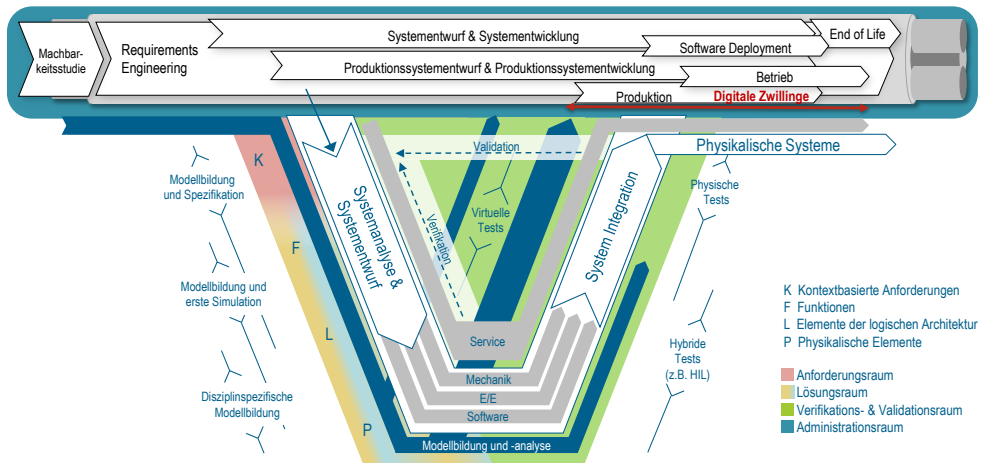 Machbar-
keitsstudie
Requirements
Engineering
Systementwurf & Systementwicklung
End of Life
Software Deployment
Produktionssystementwurf & Produktionssystementwicklung
Betrieb
Produktion
Digitale Zwillinge
Physikalische Systeme
Validation
K
Modellbildung
und Spezifikation
Systemanalyse &
Systementwurf
Verifikation
Virtuelle
Tests
System Integration
Physische
Tests
F
Modellbildung und
erste Simulation
L
Service
Hybride
Tests
(z.B. HIL)
Mechanik
E/E
Software
Disziplinspezifische
Modellbildung
P
Modellbildung und -analyse
K Kontextbasierte Anforderungen
F Funktionen
L Elemente der logischen Architektur
P Physikalische Elemente
Anforderungsraum
Lösungsraum
Verifikations- & Validationsraum
Administrationsraum